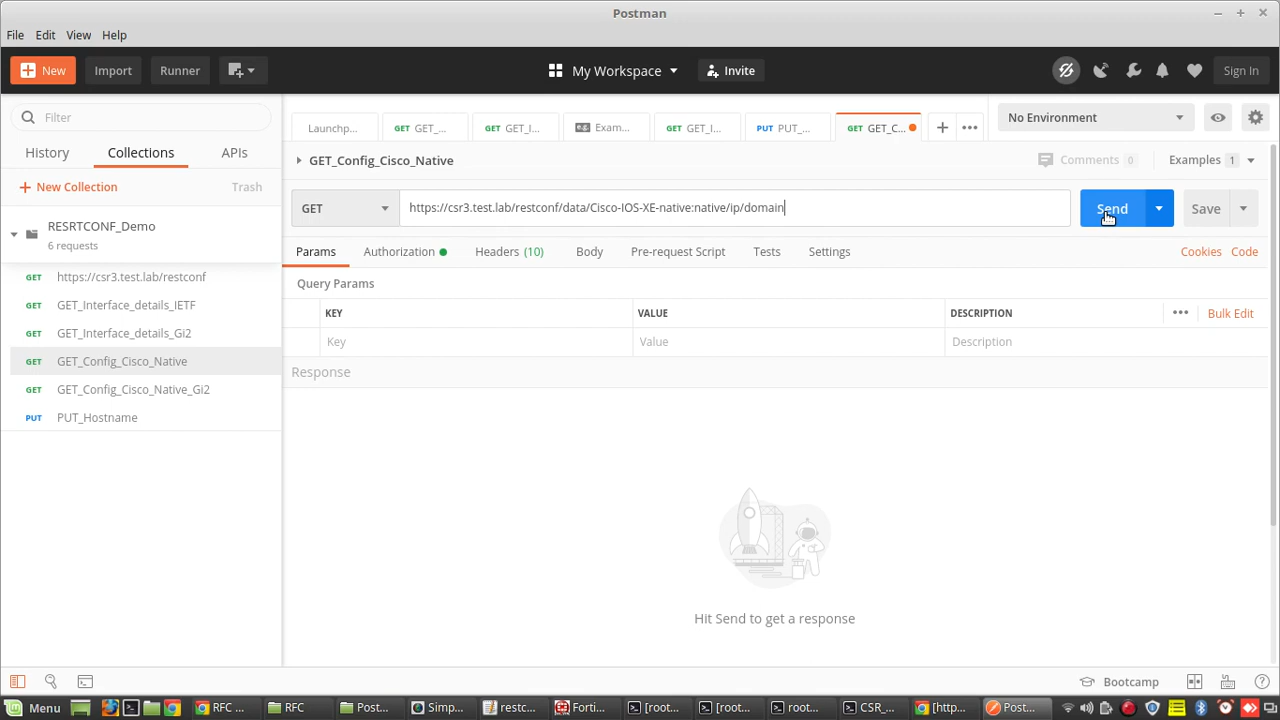 Postman
File Edit View Help
New Import Runner My Workspace Invite Sign In
Filter
Launchp... GET GET_... GET GET_I... Exam... GET GET_I... PUT PUT_... GET GET_C...
No Environment
History Collections APIs
GET_Config_Cisco_Native
Comments 0 Examples 1
New Collection Trash
GET https://csr3.test.lab/restconf/data/Cisco-IOS-XE-native:native/ip/domain Send Save
RESRTCONF_Demo
6 requests
Params Authorization Headers (10) Body Pre-request Script Tests Settings Cookies Code
GET https://csr3.test.lab/restconf
GET GET_Interface_details_IETF
GET GET_Interface_details_Gi2
GET GET_Config_Cisco_Native
GET GET_Config_Cisco_Native_Gi2
PUT PUT_Hostname
Query Params
KEY VALUE DESCRIPTION Bulk Edit
Key Value Description
Response
Hit Send to get a response
Bootcamp
Menu RFC ... RFC Post... Simp... restc... Forti... [root... [root... root... CSR_... [http... Post...